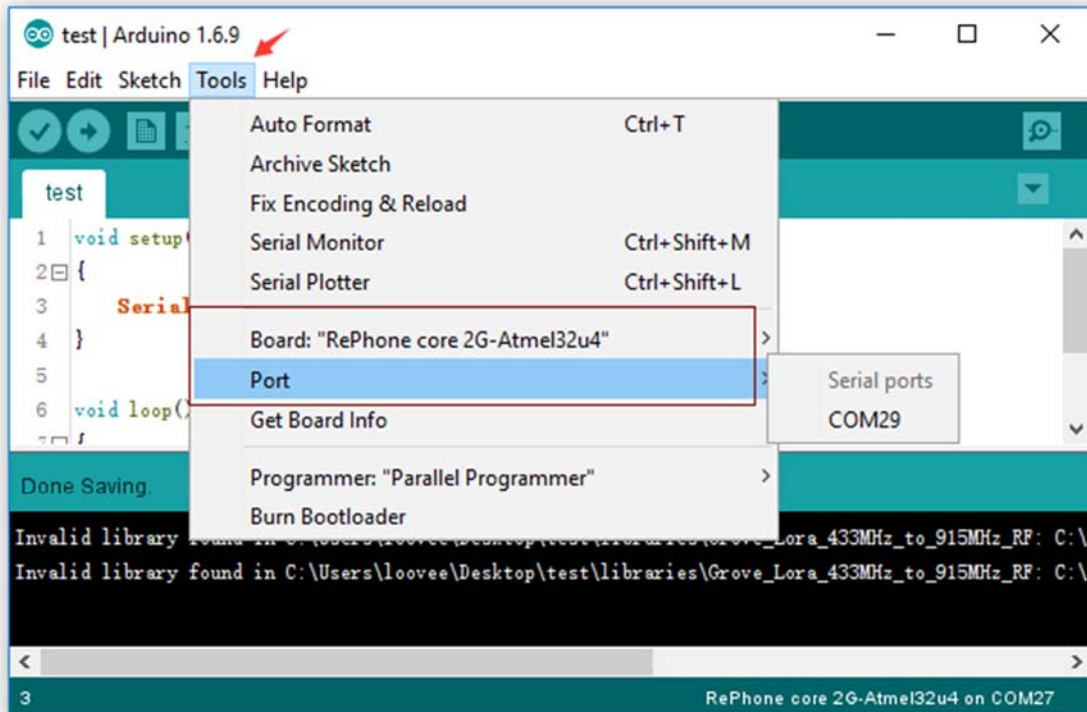 test | Arduino 1.6.9
File Edit Sketch Tools Help
Auto Format Ctrl+T
Archive Sketch
test
Fix Encoding & Reload
1 void setup(
Serial Monitor Ctrl+Shift+M
2 {
Serial Plotter Ctrl+Shift+L
3 Serial
4 }
Board: "RePhone core 2G-Atmel32u4"
5
Port
Serial ports
6 void loop()
Get Board Info
COM29
7 {
Programmer: "Parallel Programmer"
Done Saving.
Burn Bootloader
Invalid library found in C:\Users\loovee\Desktop\test\libraries\Grove_Lora_433MHz_to_915MHz_RF: C:\
Invalid library found in C:\Users\loovee\Desktop\test\libraries\Grove_Lora_433MHz_to_915MHz_RF: C:\
3 RePhone core 2G-Atmel32u4 on COM27